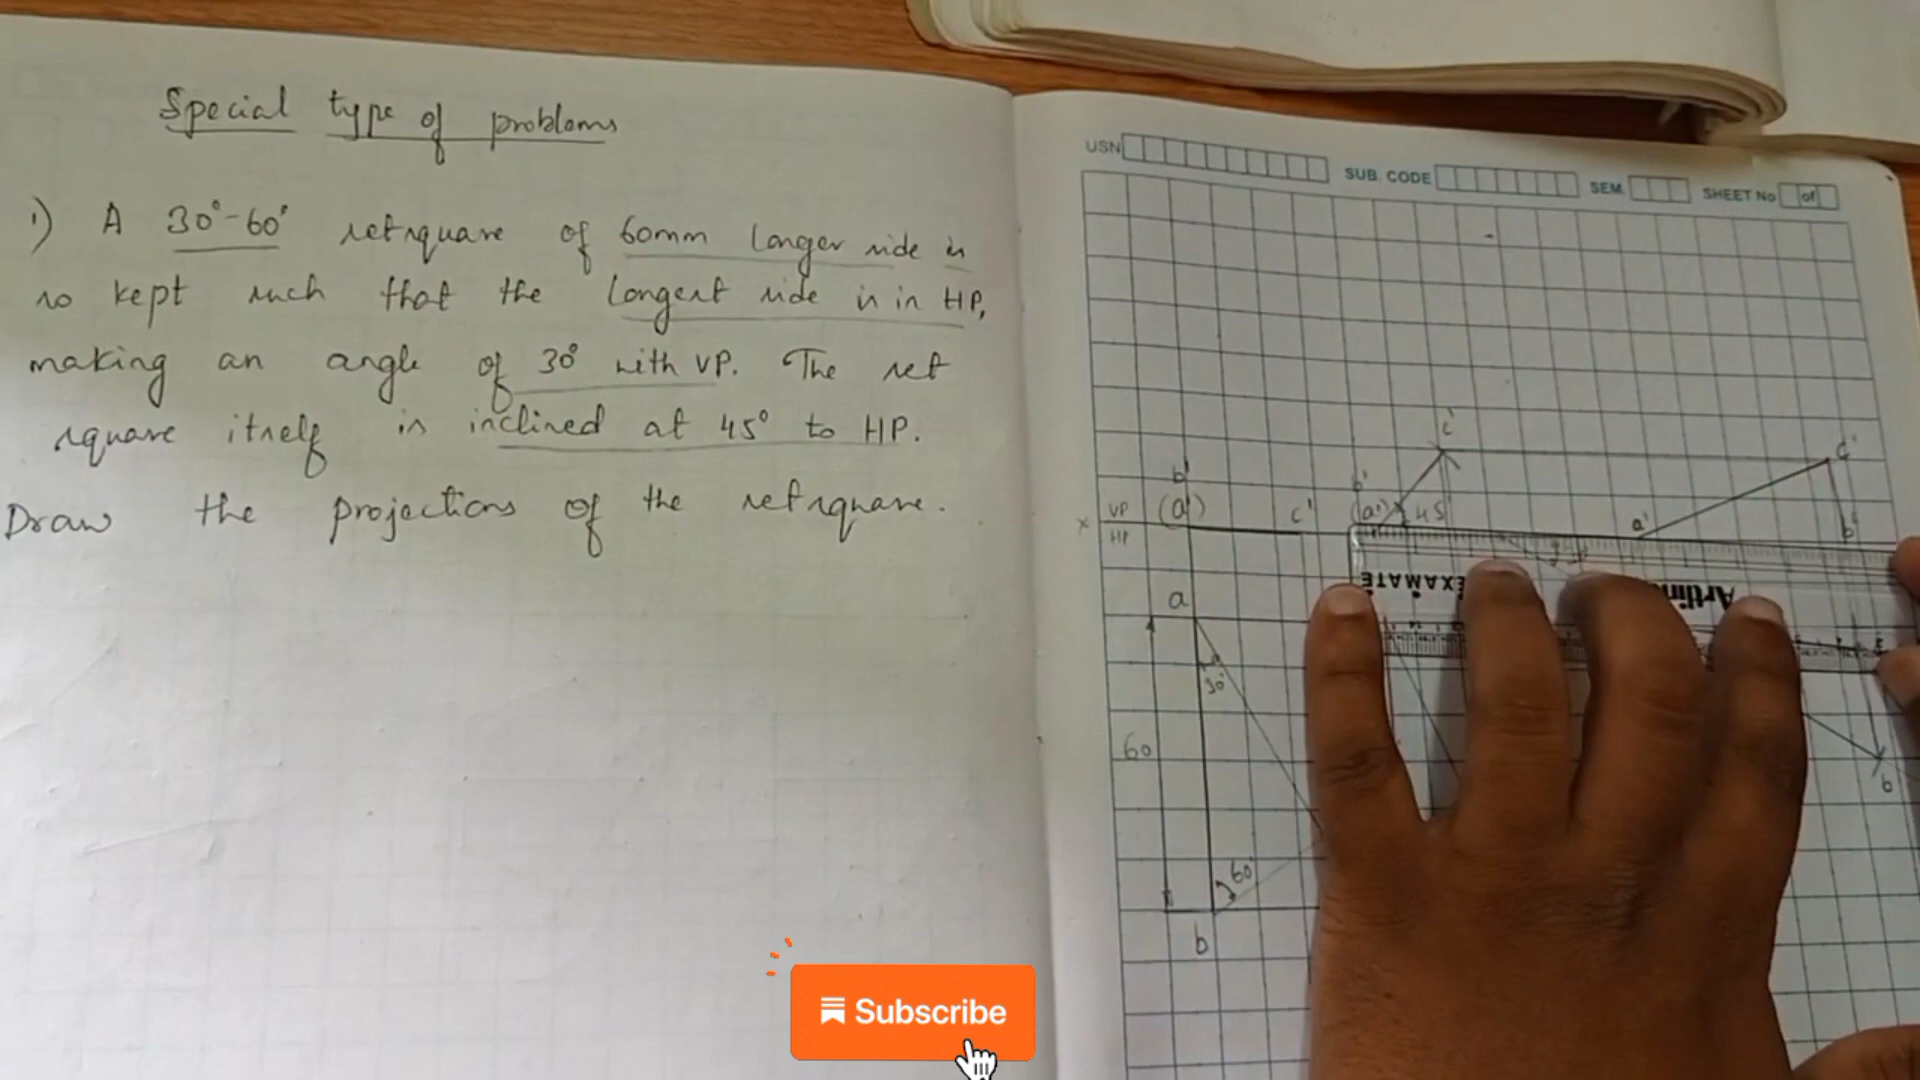 Special type of problems
1) A 30°-60° setsquare of 60mm longer side is
so kept such that the longest side is in HP,
making an angle of 30° with VP. The set
square itself is inclined at 45° to HP.
Draw the projections of the setsquare.
USN
SUB. CODE
SEM.
SHEET No of
c'
c'
b'
b'
VP
(a')
c'
(a')
45
a'
b'
x
HP
EXAMATE
a
30°
60
b
60°
b
Subscribe